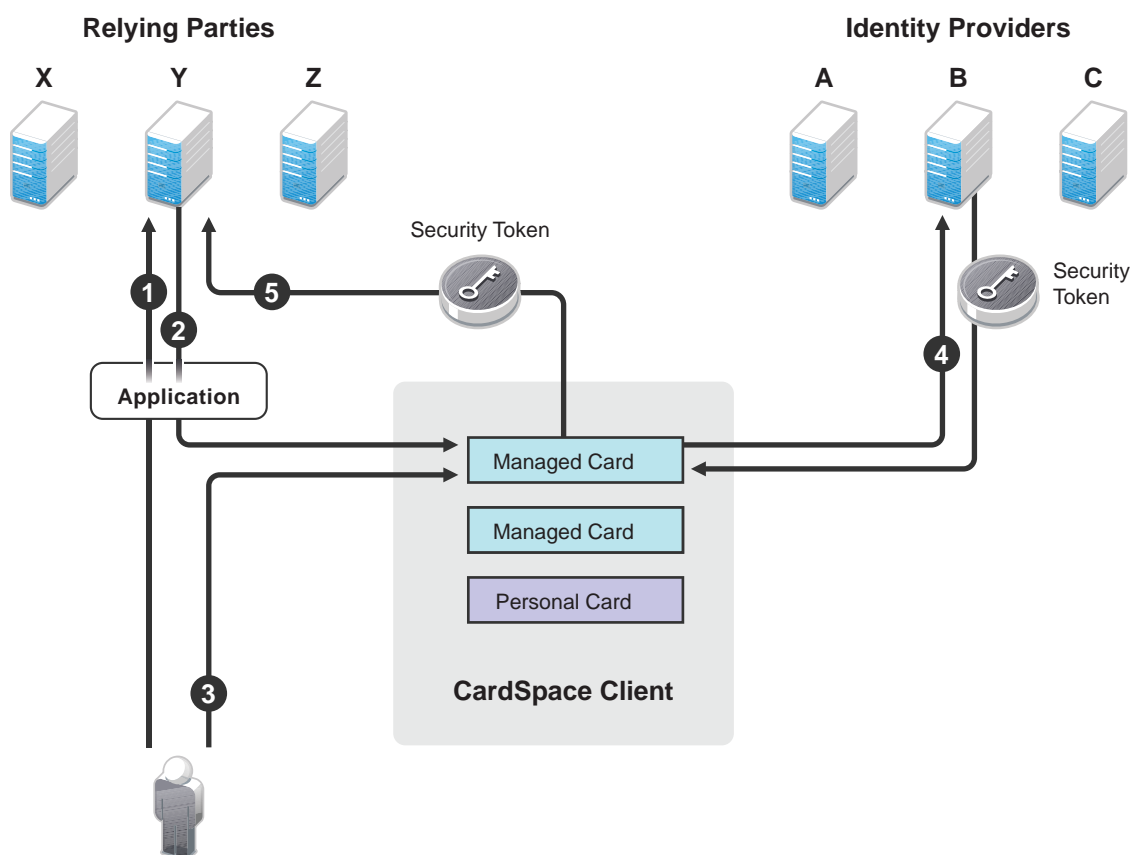 Relying Parties
Identity Providers
X
Y
Z
A
B
C
Security Token
Security
Token
1
5
2
4
Application
Managed Card
Managed Card
Personal Card
3
CardSpace Client